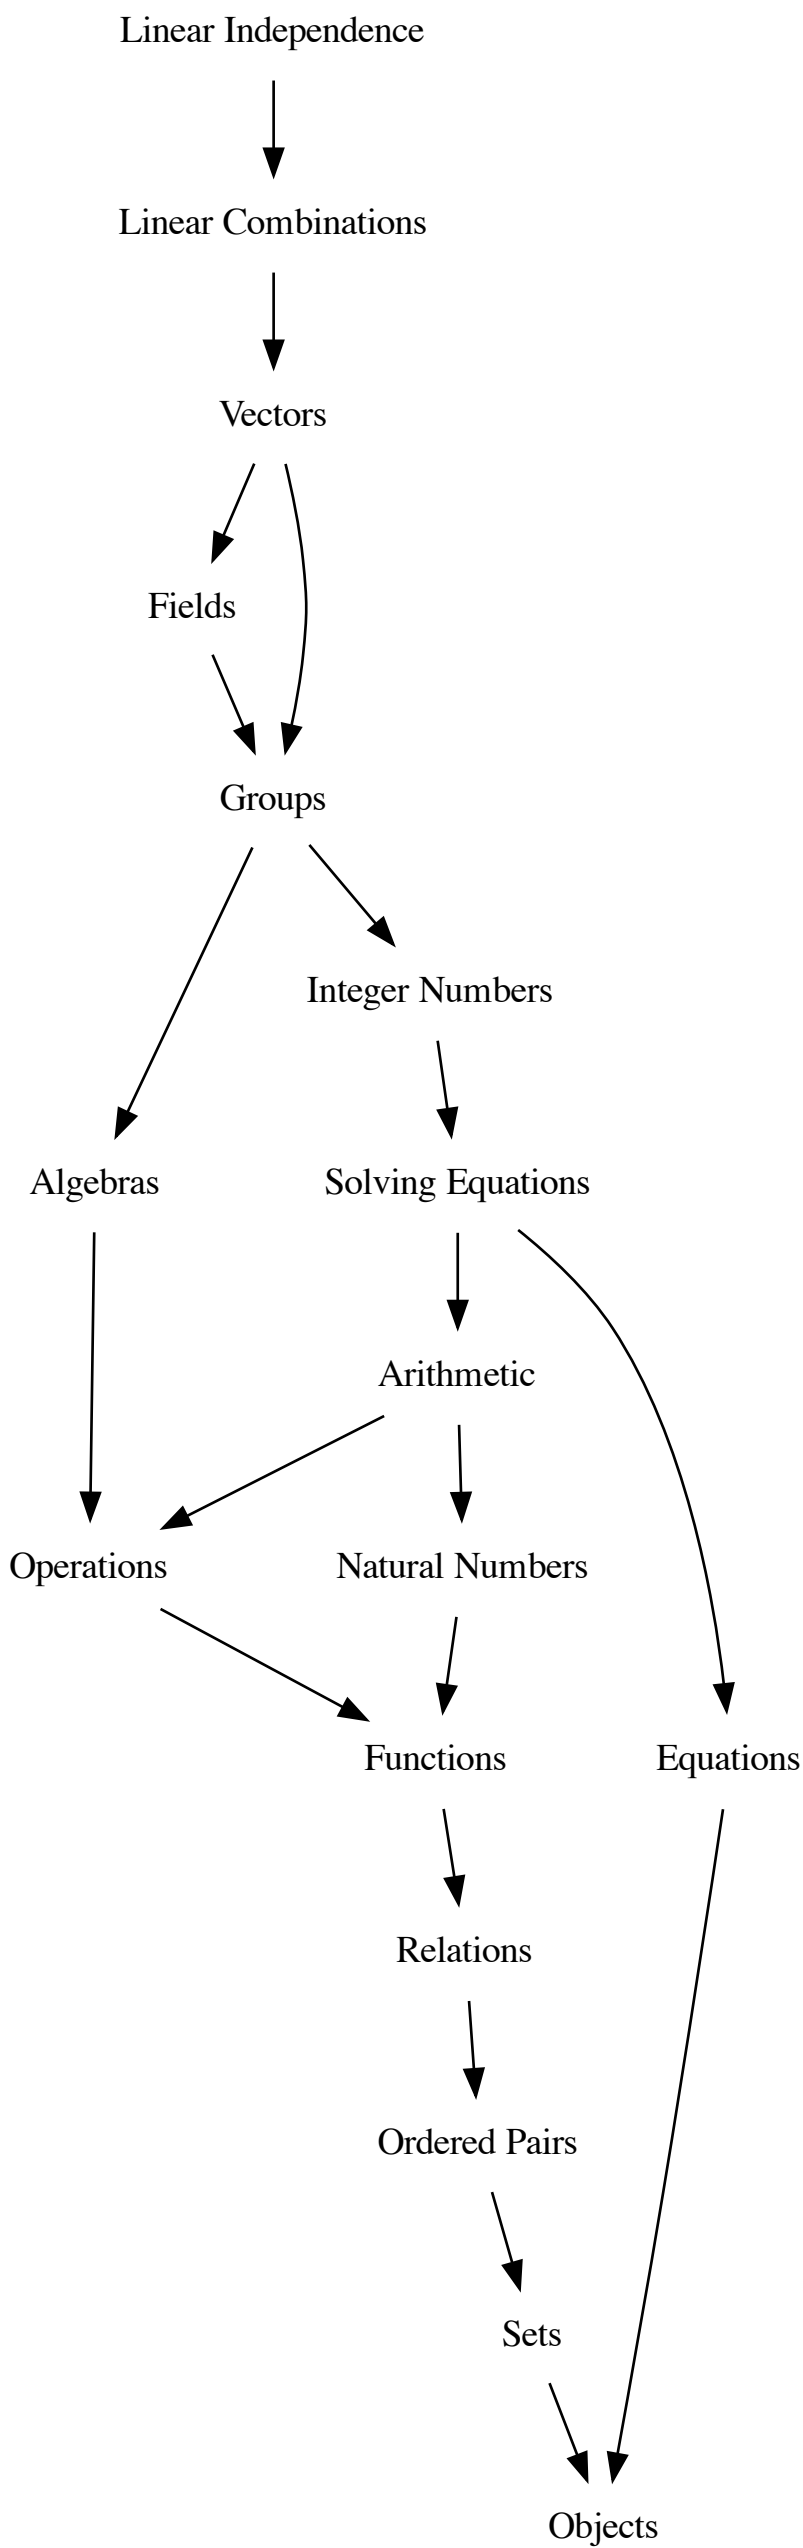 Linear Independence
Linear Combinations
Vectors
Fields
Groups
Integer Numbers
Algebras
Solving Equations
Arithmetic
Operations
Natural Numbers
Functions
Equations
Relations
Ordered Pairs
Sets
Objects